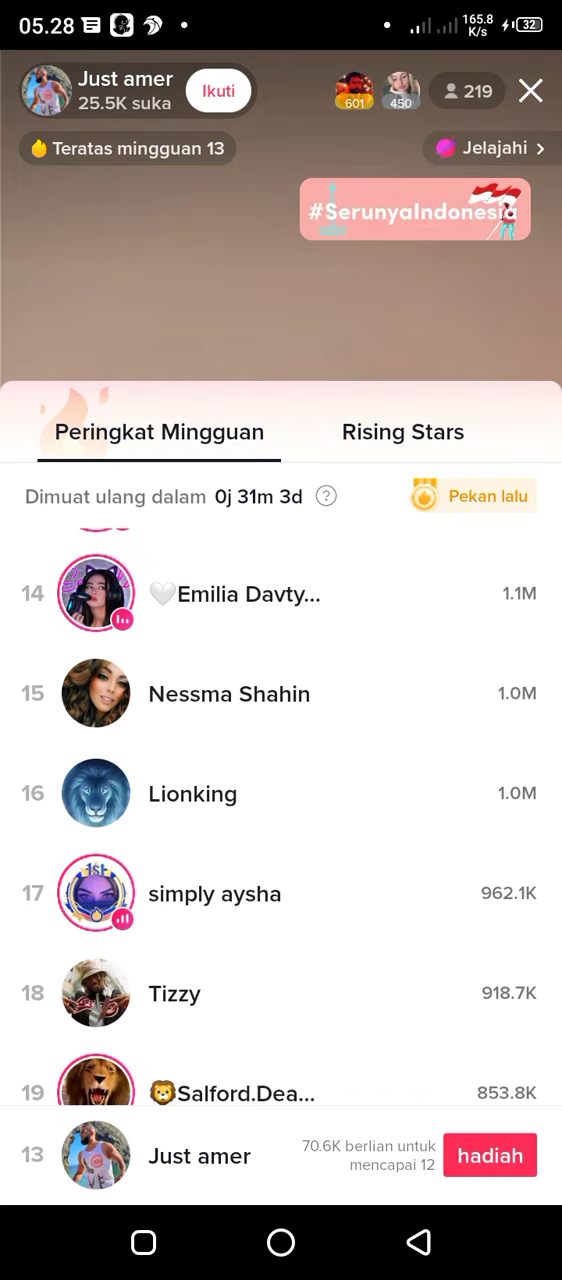 05.28
165.8
K/s
32
Just amer
25.5K suka
Ikuti
601
450
219
Teratas mingguan 13
Jelajahi
#SerunyaIndonesia
Peringkat Mingguan
Rising Stars
Dimuat ulang dalam 0j 31m 3d ?
Pekan lalu
14 🤍Emilia Davty... 1.1M
15 Nessma Shahin 1.0M
16 Lionking 1.0M
1st
17 simply aysha 962.1K
18 Tizzy 918.7K
19 🦁Salford.Dea... 853.8K
13 Just amer
70.6K berlian untuk
mencapai 12
hadiah